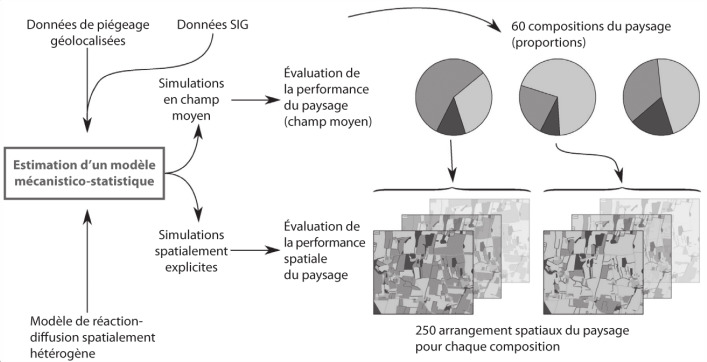 Données de piégeage
géolocalisées
Données SIG
60 compositions du paysage
(proportions)
Simulations
en champ
moyen
Évaluation de
la performance
du paysage
(champ moyen)
Estimation d'un modèle
mécanistico-statistique
Simulations
spatialement
explicites
Évaluation de
la performance
spatiale
du paysage
Modèle de réaction-
diffusion spatialement
hétérogène
250 arrangement spatiaux du paysage
pour chaque composition